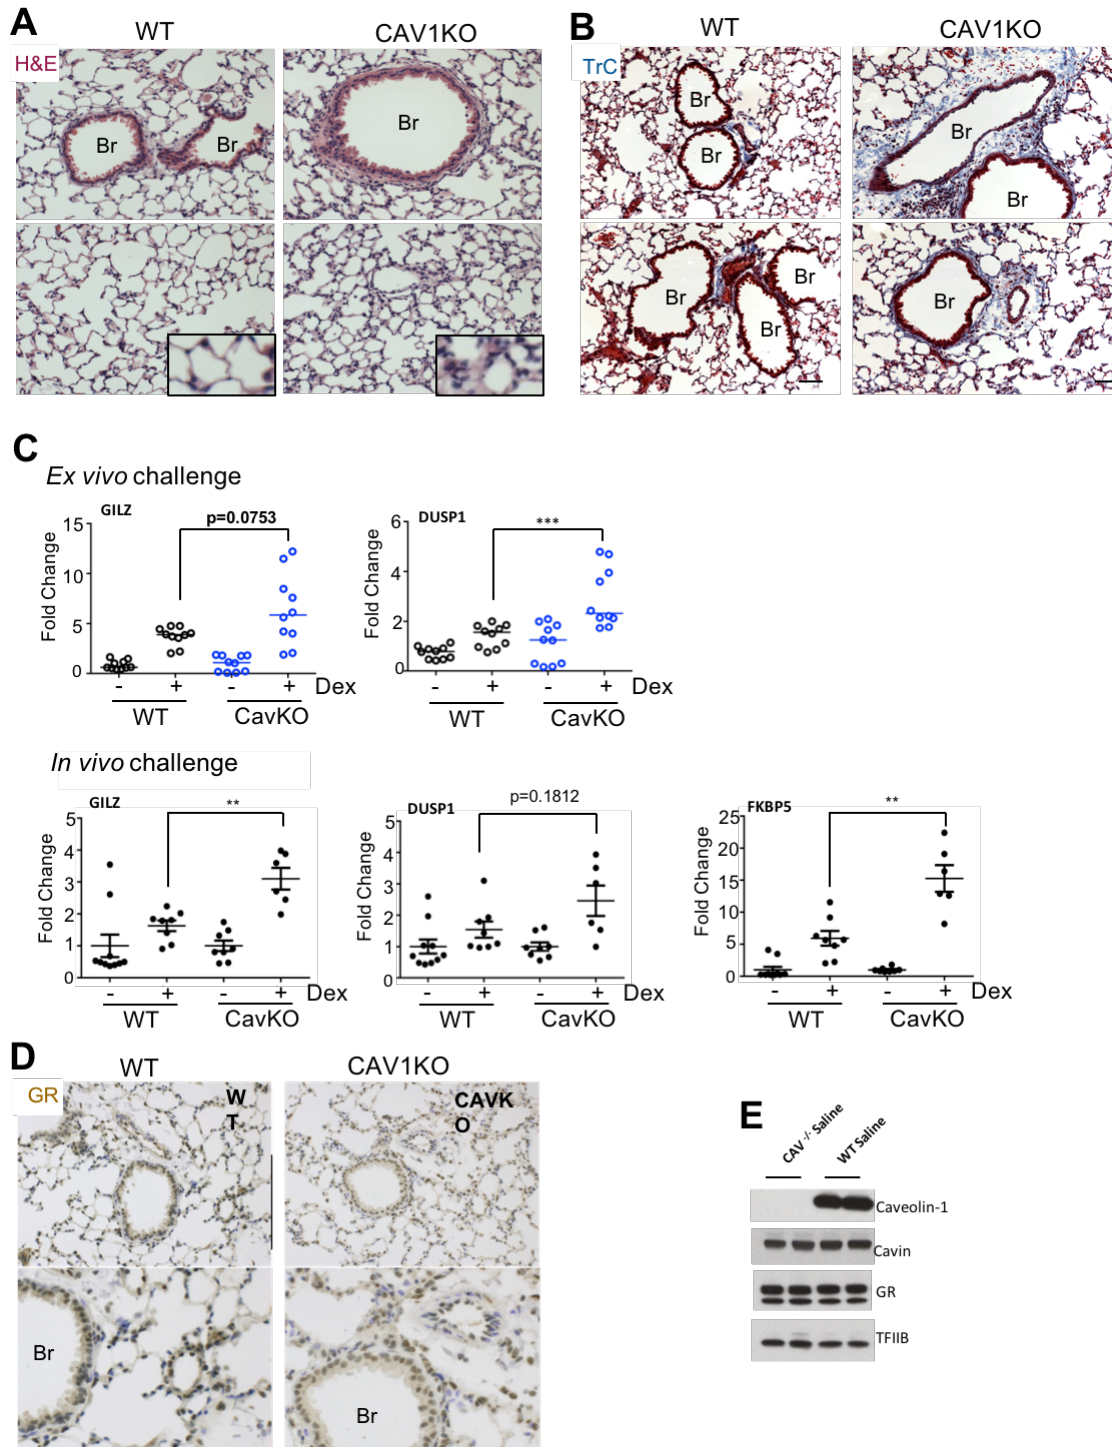 A
WT
CAV1KO
H&E
Br
Br
Br
B
WT
CAV1KO
TrC
Br
Br
Br
Br
Br
Br
Br
Br
C
Ex vivo challenge
GILZ
p=0.0753
Fold Change
15
10
5
0
- + - + Dex
WT CavKO
DUSP1
***
Fold Change
6
4
2
0
- + - + Dex
WT CavKO
In vivo challenge
GILZ
**
Fold Change
5
4
3
2
1
0
- + - + Dex
WT CavKO
DUSP1
p=0.1812
Fold Change
5
4
3
2
1
0
- + - +
WT CavKO
FKBP5
**
Fold Change
25
20
15
10
5
0
- + - + Dex
WT CavKO
D
WT
CAV1KO
GR
W
T
CAVK
O
Br
Br
E
CAV -/- Saline
WT Saline
Caveolin-1
Cavin
GR
TFIIB